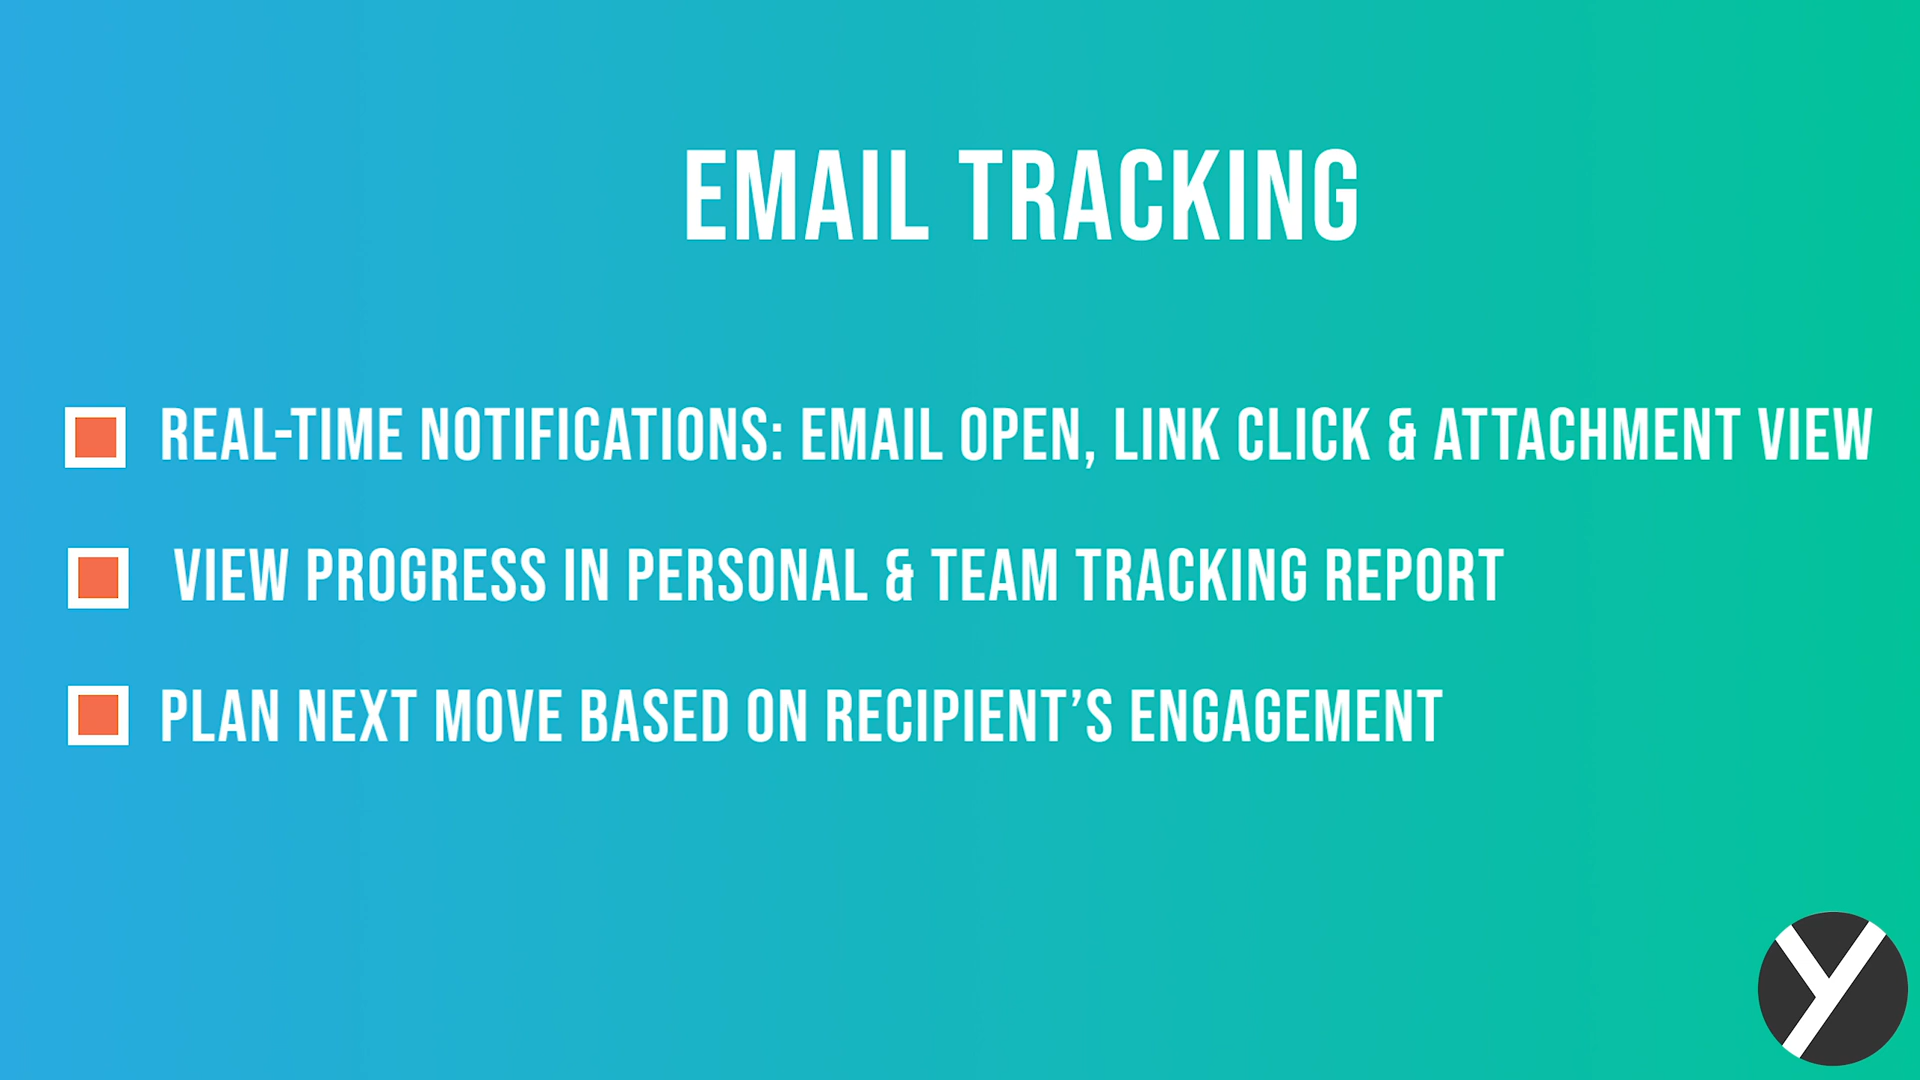 EMAIL TRACKING
REAL-TIME NOTIFICATIONS: EMAIL OPEN, LINK CLICK & ATTACHMENT VIEW
VIEW PROGRESS IN PERSONAL & TEAM TRACKING REPORT
PLAN NEXT MOVE BASED ON RECIPIENT’S ENGAGEMENT
Y